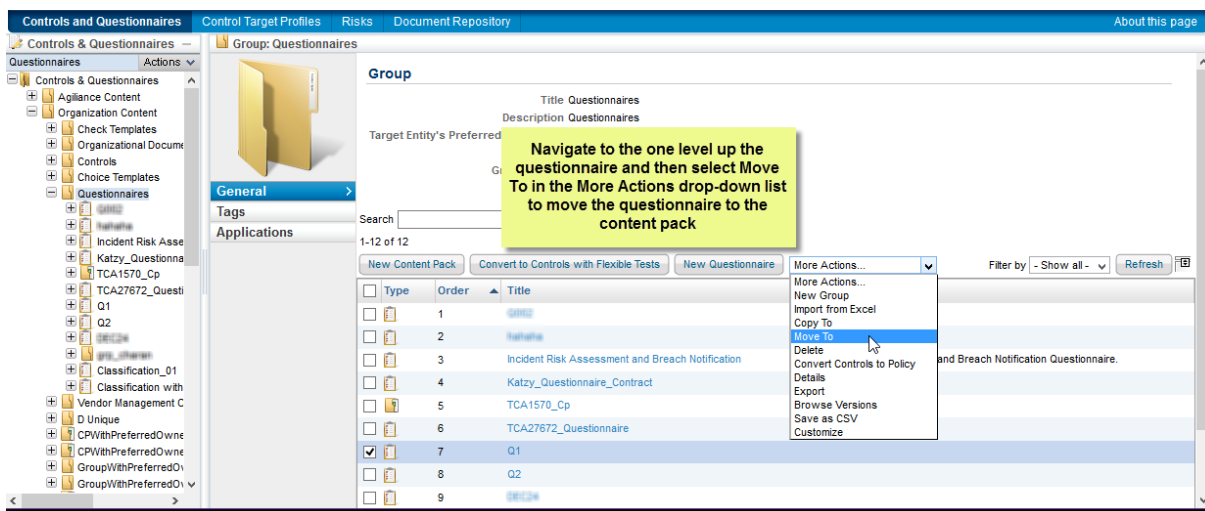 Controls and Questionnaires Control Target Profiles Risks Document Repository About this page
Controls & Questionnaires
Questionnaires Actions
Controls & Questionnaires
Agiliance Content
Organization Content
Check Templates
Organizational Docume
Controls
Choice Templates
Questionnaires
Incident Risk Asse
Katzy_Questionna
TCA1570_Cp
TCA27672_Questi
Q1
Q2
Classification_01
Classification with
Vendor Management C
D Unique
CPWithPreferredOwne
CPWithPreferredOwne
GroupWithPreferredOv
GroupWithPreferredOv
Group: Questionnaires
General
Tags
Applications
Group
Title Questionnaires
Description Questionnaires
Target Entity's Preferred
Navigate to the one level up the
questionnaire and then select Move
To in the More Actions drop-down list
to move the questionnaire to the
content pack
Search
1-12 of 12
New Content Pack Convert to Controls with Flexible Tests New Questionnaire More Actions... Filter by - Show all - Refresh
More Actions...
New Group
Import from Excel
Copy To
Move To
Delete
Convert Controls to Policy
Details
Export
Browse Versions
Save as CSV
Customize
Type Order Title
1
2
3 Incident Risk Assessment and Breach Notification and Breach Notification Questionnaire.
4 Katzy_Questionnaire_Contract
5 TCA1570_Cp
6 TCA27672_Questionnaire
7 Q1
8 Q2
9